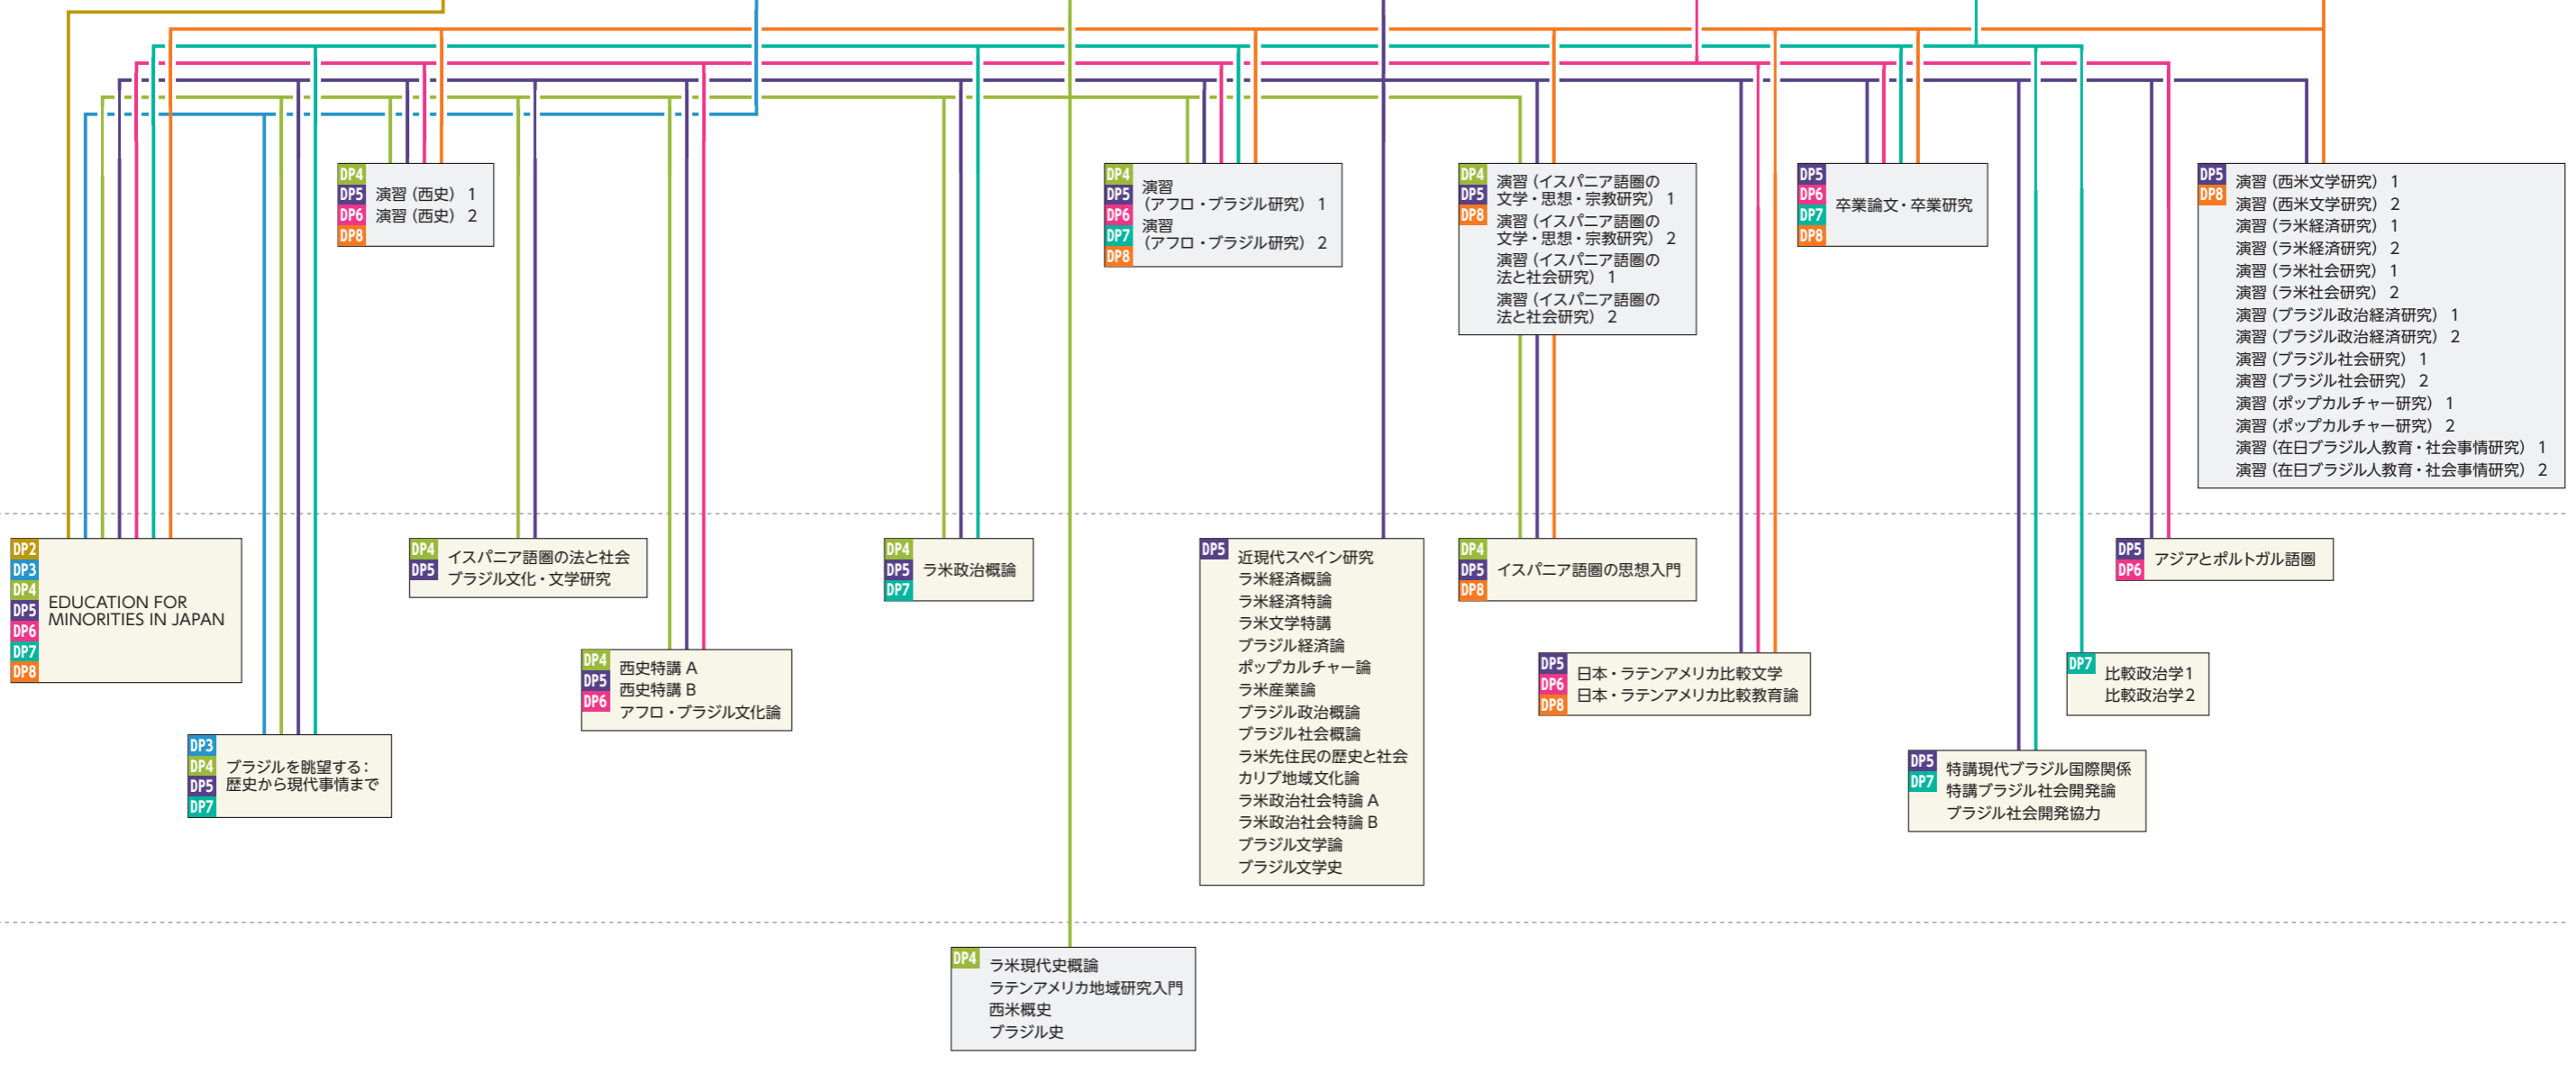 DP4
DP5
DP6
DP8
演習（西史） 1
演習（西史） 2
DP4
DP5
DP6
DP7
DP8
演習
（アフロ・ブラジル研究） 1
演習
（アフロ・ブラジル研究） 2
DP4
DP5
DP8
演習（イスパニア語圏の
文学・思想・宗教研究） 1
演習（イスパニア語圏の
文学・思想・宗教研究） 2
演習（イスパニア語圏の
法と社会研究） 1
演習（イスパニア語圏の
法と社会研究） 2
DP5
DP6
DP7
DP8
卒業論文・卒業研究
DP5
DP8
演習（西米文学研究） 1
演習（西米文学研究） 2
演習（ラ米経済研究） 1
演習（ラ米経済研究） 2
演習（ラ米社会研究） 1
演習（ラ米社会研究） 2
演習（ブラジル政治経済研究） 1
演習（ブラジル政治経済研究） 2
演習（ブラジル社会研究） 1
演習（ブラジル社会研究） 2
演習（ポップカルチャー研究） 1
演習（ポップカルチャー研究） 2
演習（在日ブラジル人教育・社会事情研究） 1
演習（在日ブラジル人教育・社会事情研究） 2
DP2
DP3
DP4
DP5
DP6
DP7
DP8
EDUCATION FOR
MINORITIES IN JAPAN
DP4
DP5
イスパニア語圏の法と社会
ブラジル文化・文学研究
DP4
DP5
DP7
ラ米政治概論
DP5
近現代スペイン研究
ラ米経済概論
ラ米経済特論
ラ米文学特講
ブラジル経済論
ポップカルチャー論
ラ米産業論
ブラジル政治概論
ブラジル社会概論
ラ米先住民の歴史と社会
カリブ地域文化論
ラ米政治社会特論 A
ラ米政治社会特論 B
ブラジル文学論
ブラジル文学史
DP4
DP5
DP8
イスパニア語圏の思想入門
DP5
DP6
アジアとポルトガル語圏
DP4
DP5
DP6
西史特講 A
西史特講 B
アフロ・ブラジル文化論
DP5
DP6
DP8
日本・ラテンアメリカ比較文学
日本・ラテンアメリカ比較教育論
DP7
比較政治学1
比較政治学2
DP3
DP4
DP5
DP7
ブラジルを眺望する：
歴史から現代事情まで
DP5
DP7
特講現代ブラジル国際関係
特講ブラジル社会開発論
ブラジル社会開発協力
DP4
ラ米現代史概論
ラテンアメリカ地域研究入門
西米概史
ブラジル史